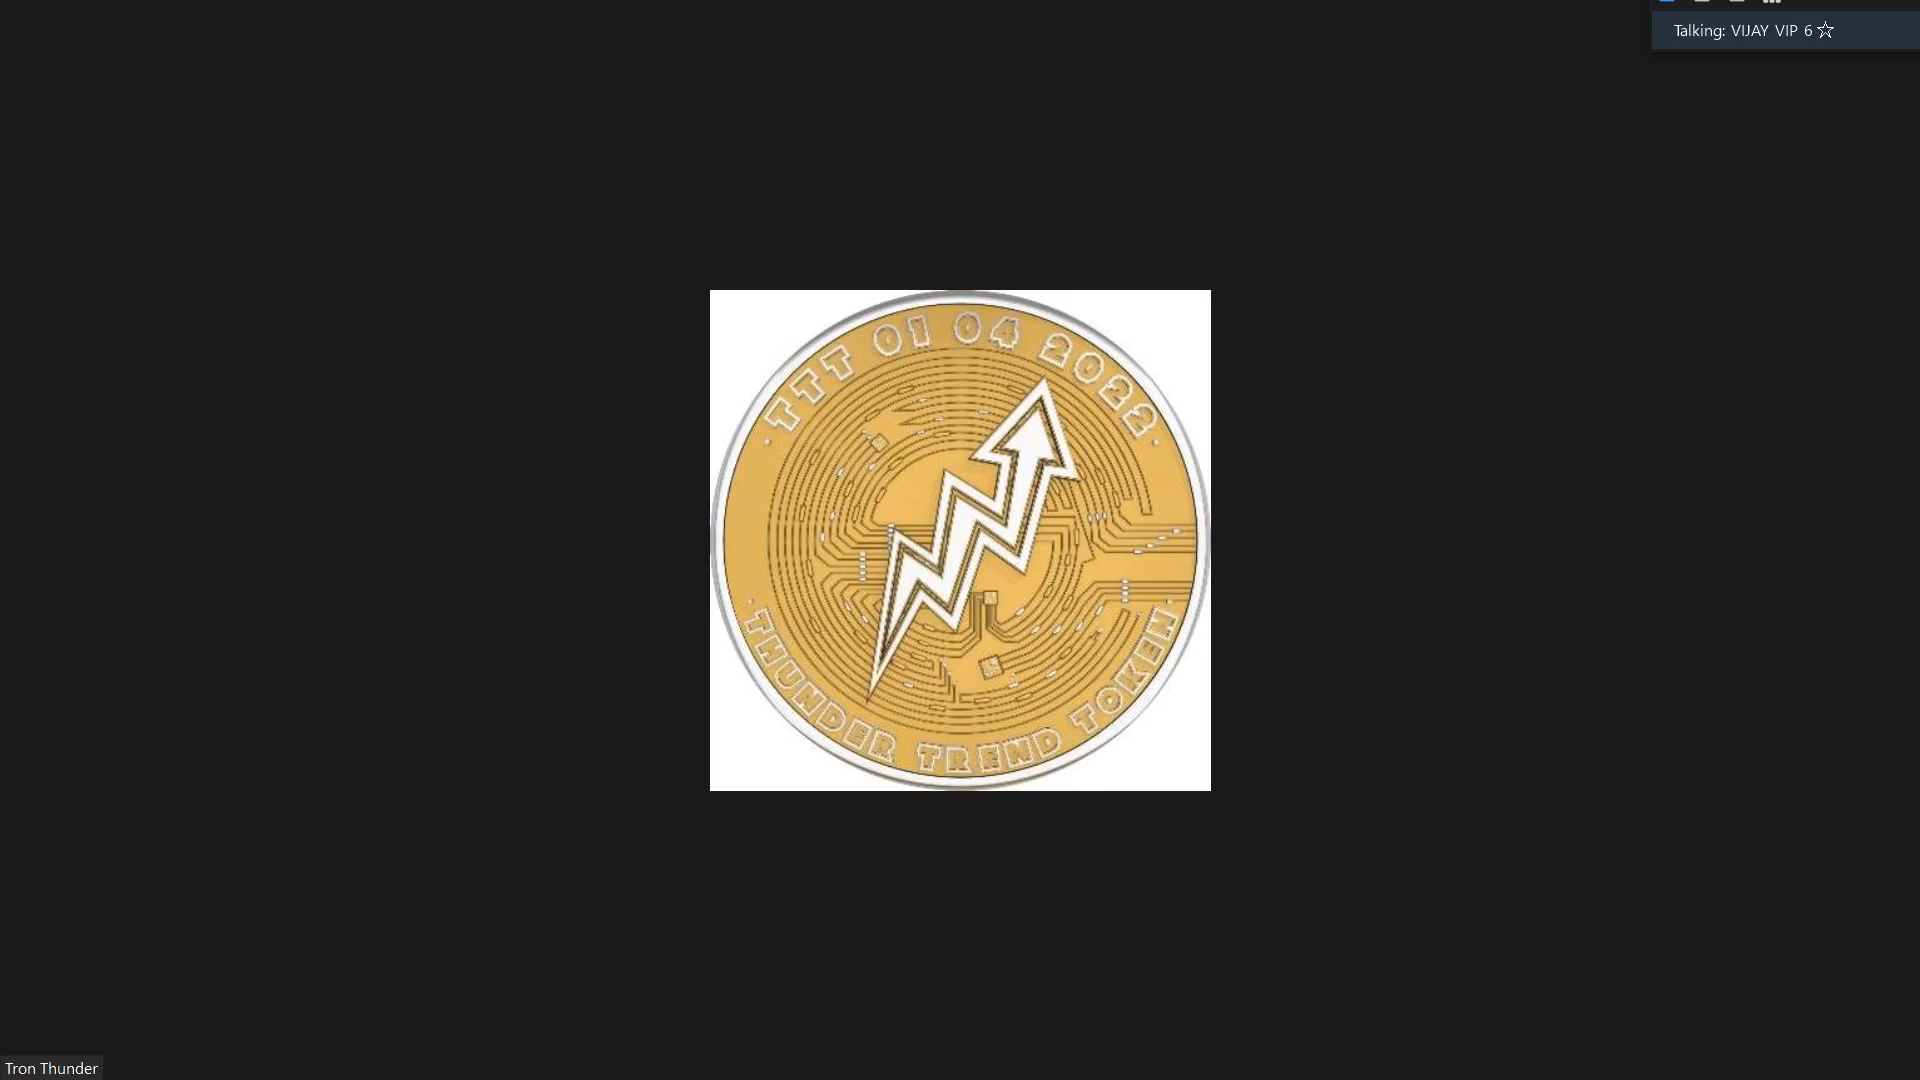 Talking: VIJAY VIP 6☆
TTT 01 04 2022
THUNDER TREND TOKEN
Tron Thunder